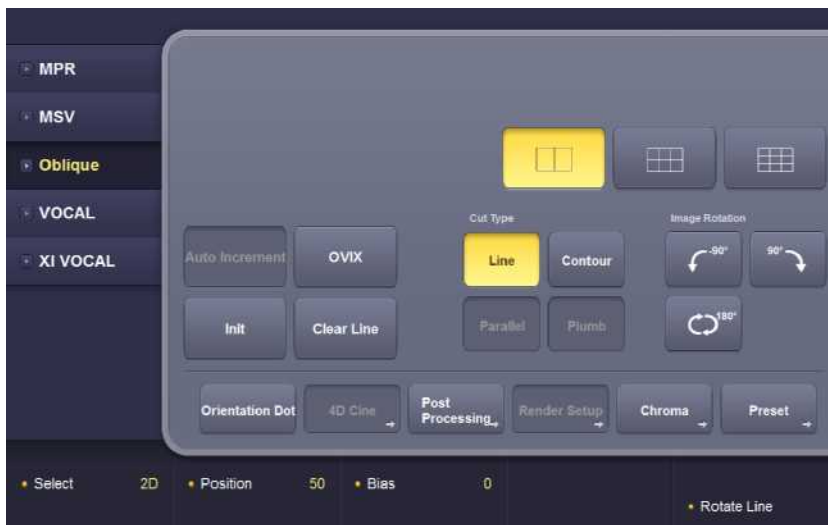 MPR
MSV
Oblique
VOCAL
XI VOCAL
Cut Type
Image Rotation
Auto Increment
OVIX
Line
Contour
-90°
90°
Init
Clear Line
Parallel
Plumb
180°
Orientation Dot
4D Cine
Post
Processing
Render Setup
Chroma
Preset
Select 2D
Position 50
Bias 0
Rotate Line